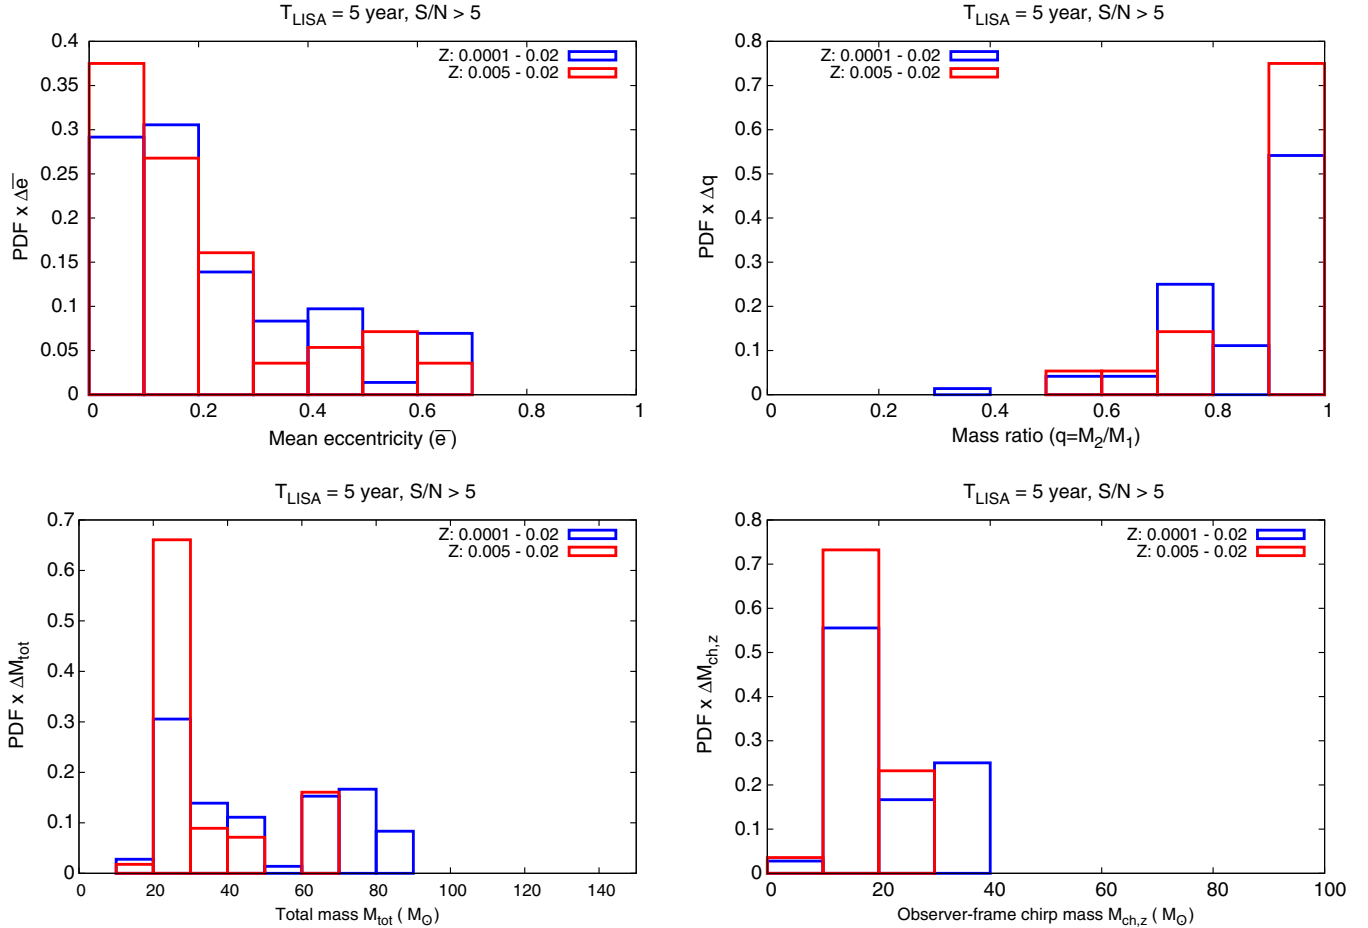 T_LISA = 5 year, S/N > 5
Z: 0.0001 - 0.02
Z: 0.005 - 0.02
PDF x Δe̅
0.4
0.35
0.3
0.25
0.2
0.15
0.1
0.05
0
0 0.2 0.4 0.6 0.8 1
Mean eccentricity (e̅)
T_LISA = 5 year, S/N > 5
Z: 0.0001 - 0.02
Z: 0.005 - 0.02
PDF x Δq
0.8
0.7
0.6
0.5
0.4
0.3
0.2
0.1
0
0 0.2 0.4 0.6 0.8 1
Mass ratio (q=M_2/M_1)
T_LISA = 5 year, S/N > 5
Z: 0.0001 - 0.02
Z: 0.005 - 0.02
PDF x ΔM_tot
0.7
0.6
0.5
0.4
0.3
0.2
0.1
0
0 20 40 60 80 100 120 140
Total mass M_tot ( M_⊙)
T_LISA = 5 year, S/N > 5
Z: 0.0001 - 0.02
Z: 0.005 - 0.02
PDF x ΔM_ch,z
0.8
0.7
0.6
0.5
0.4
0.3
0.2
0.1
0
0 20 40 60 80 100
Observer-frame chirp mass M_ch,z ( M_⊙)